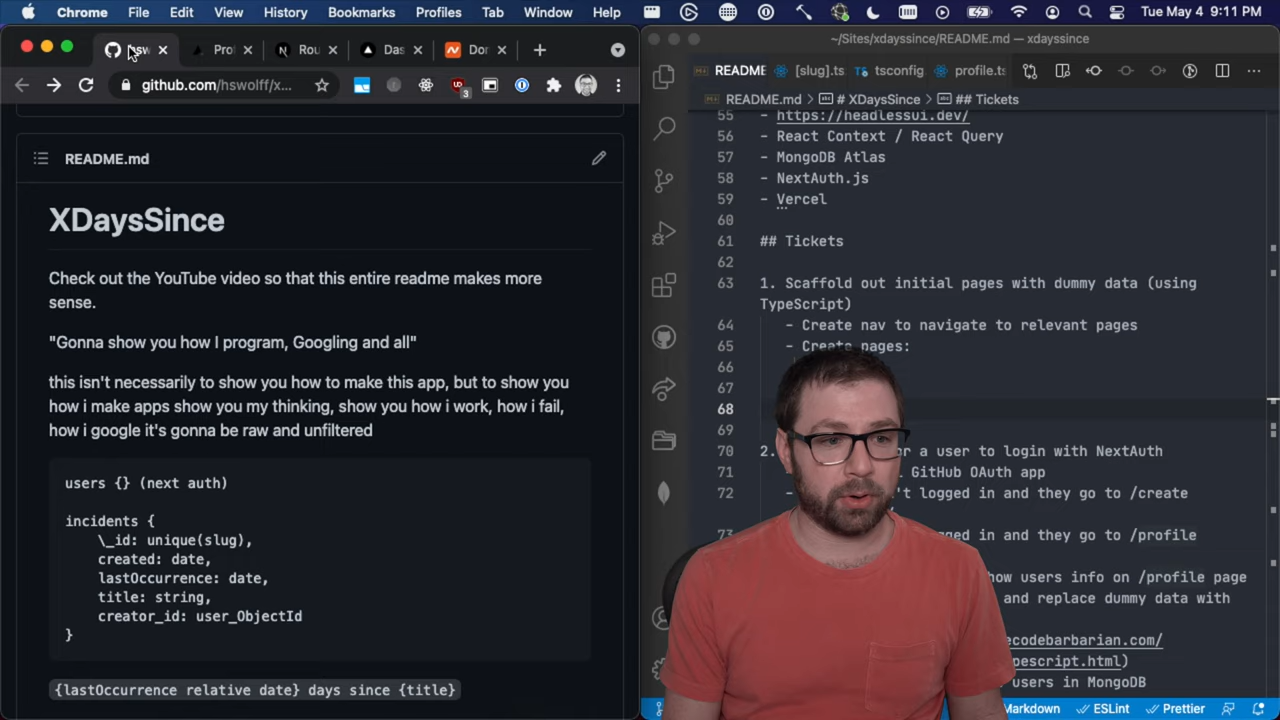 Chrome File Edit View History Bookmarks Profiles Tab Window Help
Tue May 4 9:11 PM
hsw
Prof
Rou
Das
Dor
github.com/hswolff/x...
3
README.md
XDaysSince
Check out the YouTube video so that this entire readme makes more
sense.
"Gonna show you how I program, Googling and all"
this isn't necessarily to show you how to make this app, but to show you
how i make apps show you my thinking, show you how i work, how i fail,
how i google it's gonna be raw and unfiltered
users {} (next auth)
incidents {
\_id: unique(slug),
created: date,
lastOccurrence: date,
title: string,
creator_id: user_ObjectId
}
{lastOccurrence relative date} days since {title}
~/Sites/xdayssince/README.md — xdayssince
README [slug].ts tsconfig profile.ts
README.md > # XDaysSince > ## Tickets
55 - https://headlessui.dev/
56 - React Context / React Query
57 - MongoDB Atlas
58 - NextAuth.js
59 - Vercel
60
61 ## Tickets
62
63 1. Scaffold out initial pages with dummy data (using
TypeScript)
64 - Create nav to navigate to relevant pages
65 - Create pages:
66
67
68
69
70 2. or a user to login with NextAuth
71 - GitHub OAuth app
72 - 't logged in and they go to /create
73 gged in and they go to /profile
how users info on /profile page
and replace dummy data with
ecodebarbarian.com/
pescript.html)
users in MongoDB
Markdown ESLint Prettier